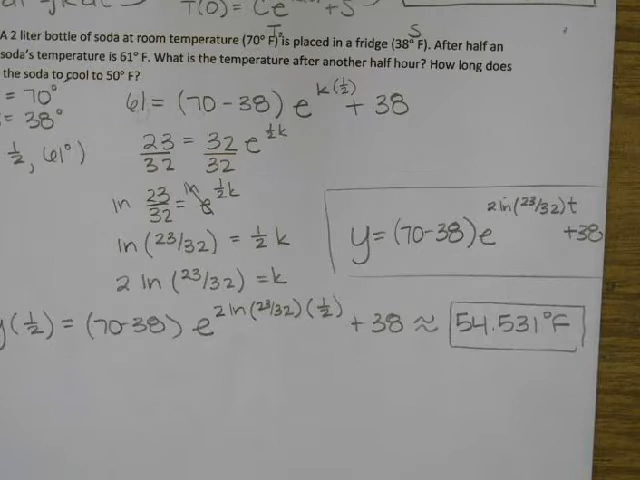 T(0) = Ce + S
T S
A 2 liter bottle of soda at room temperature (70° F) is placed in a fridge (38° F). After half an
soda's temperature is 61° F. What is the temperature after another half hour? How long does
the soda to cool to 50° F?
= 70°
= 38°
½, (61°)
61 = (70-38) e^{k(½)} + 38
23/32 = 32/32 e^{½k}
ln 23/32 = ln e^{½k}
ln (23/32) = ½ k
2 ln (23/32) = k
y = (70-38) e^{2 ln (23/32) t} + 38
y(½) = (70-38) e^{2 ln (23/32)(½)} + 38 ≈ 54.531°F